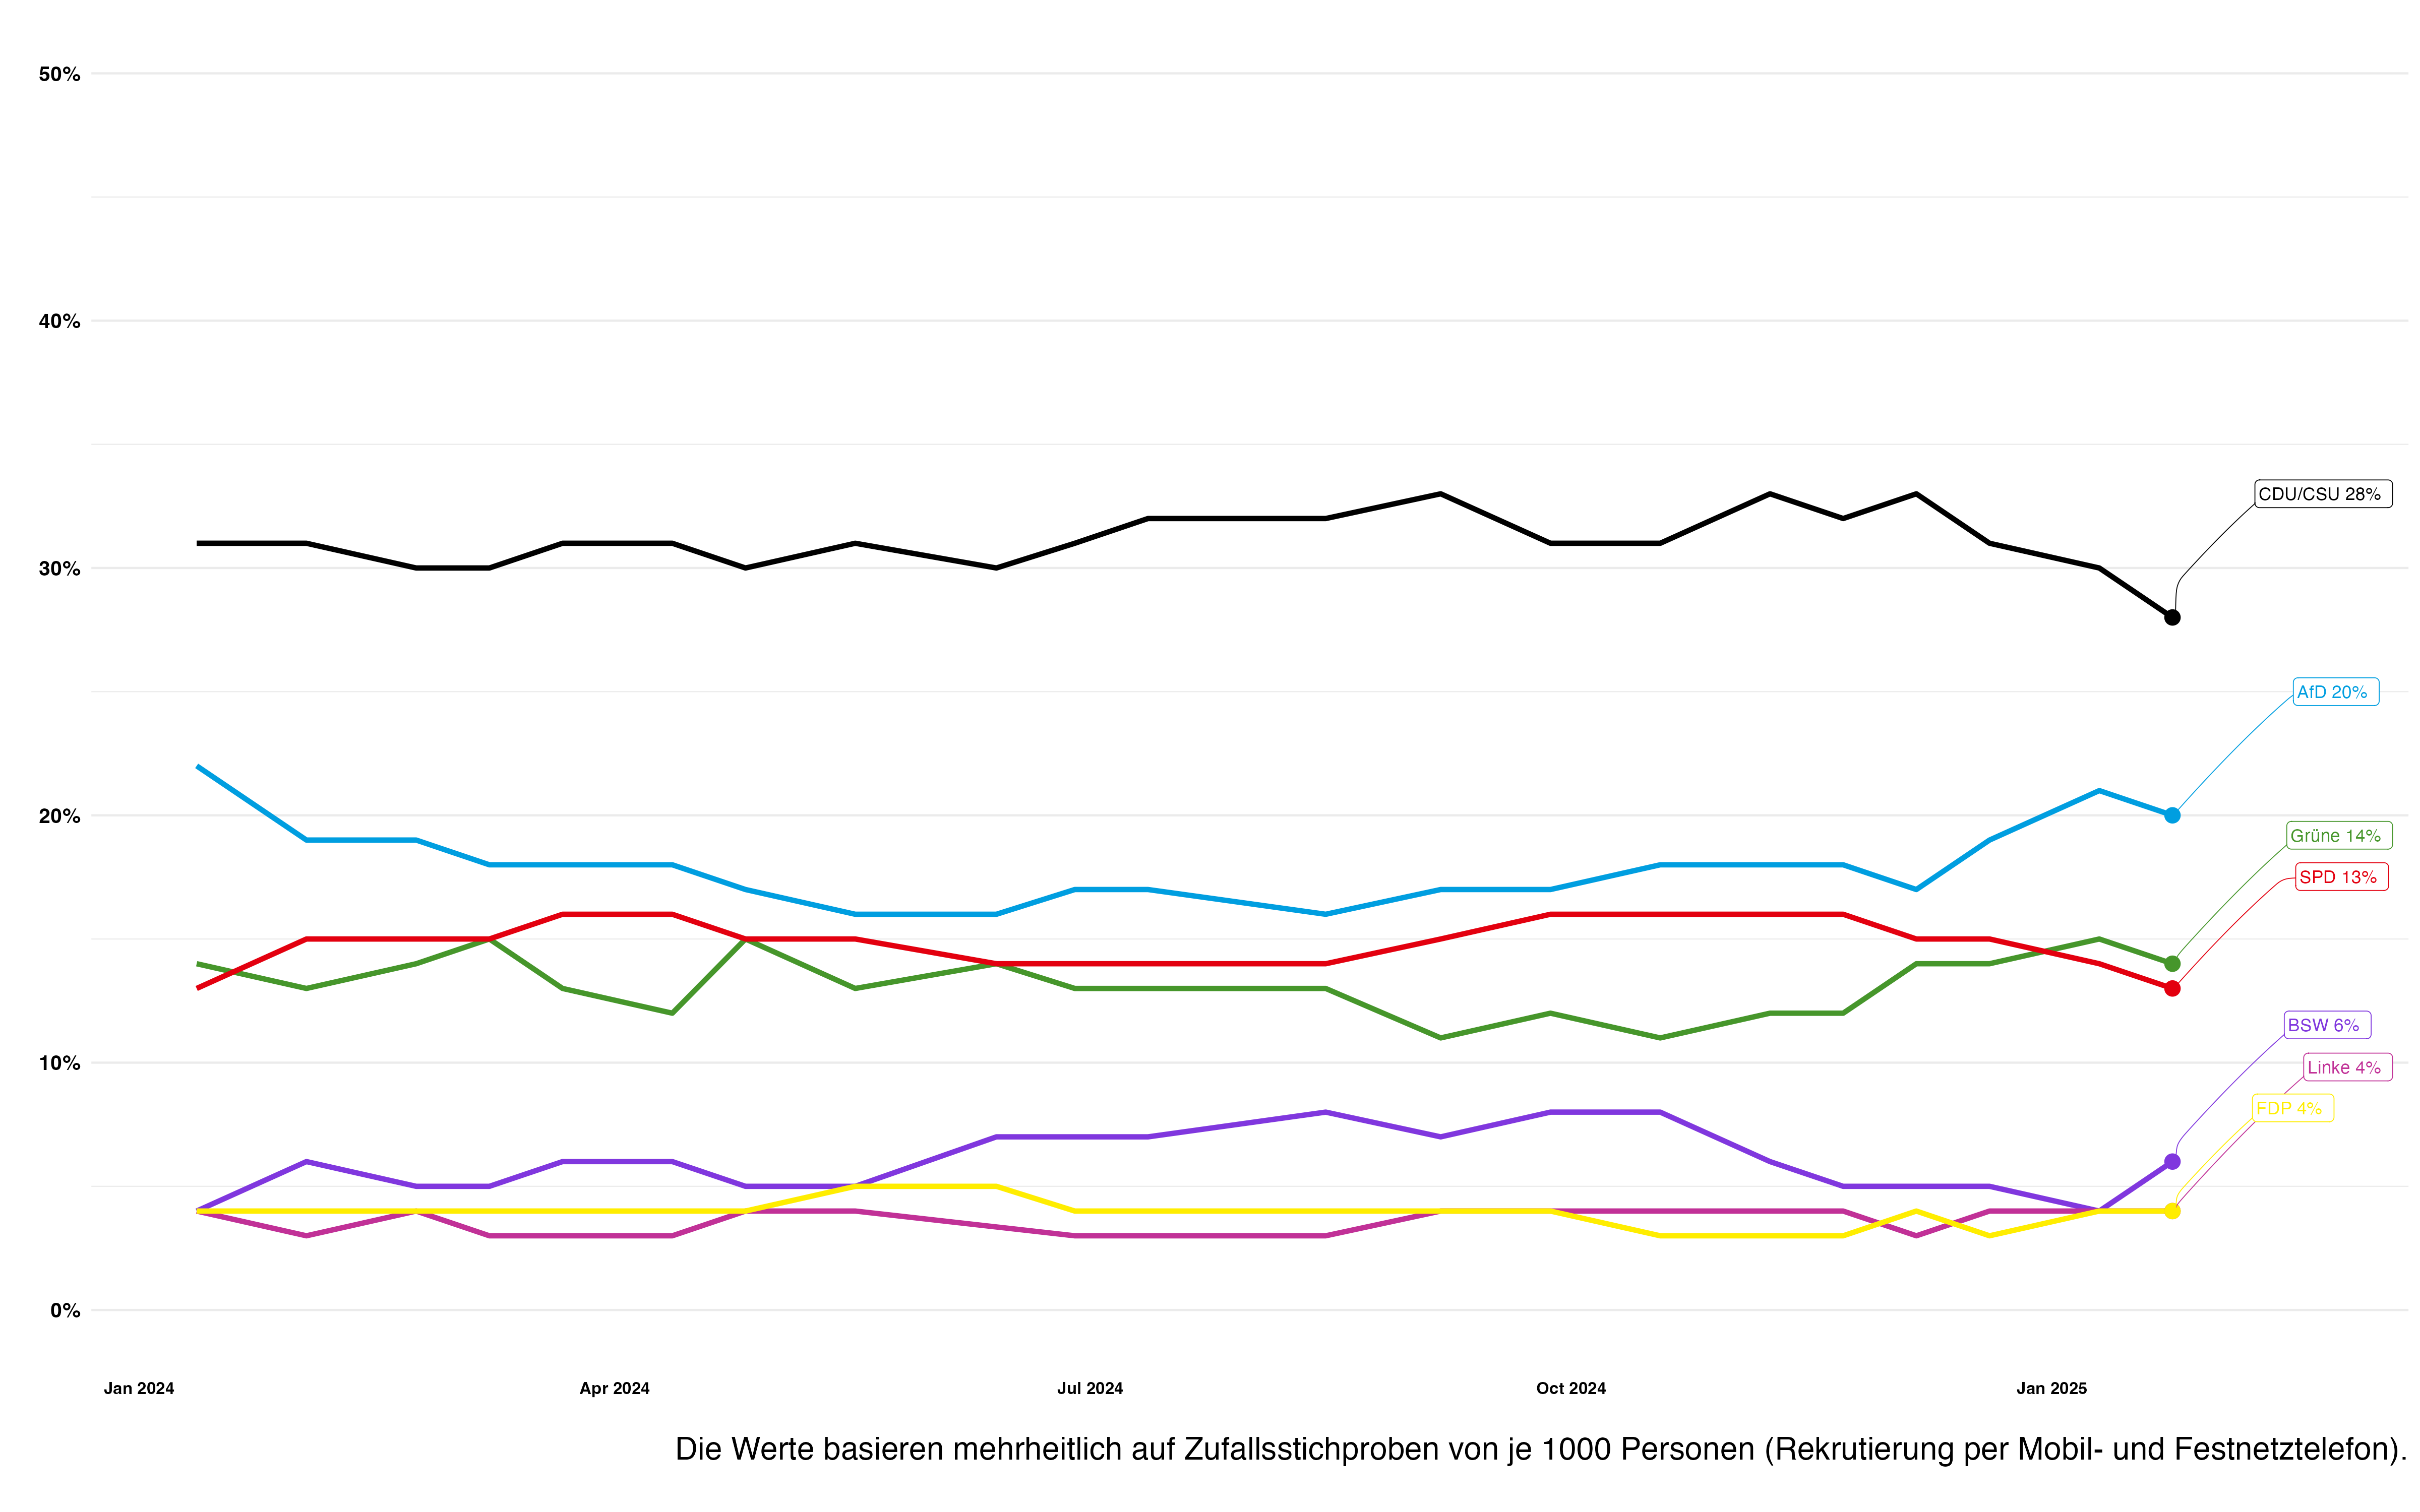 50%
40%
30%
20%
10%
0%
CDU/CSU 28%
AfD 20%
Grüne 14%
SPD 13%
BSW 6%
Linke 4%
FDP 4%
Jan 2024 Apr 2024 Jul 2024 Oct 2024 Jan 2025
Die Werte basieren mehrheitlich auf Zufallsstichproben von je 1000 Personen (Rekrutierung per Mobil- und Festnetztelefon).